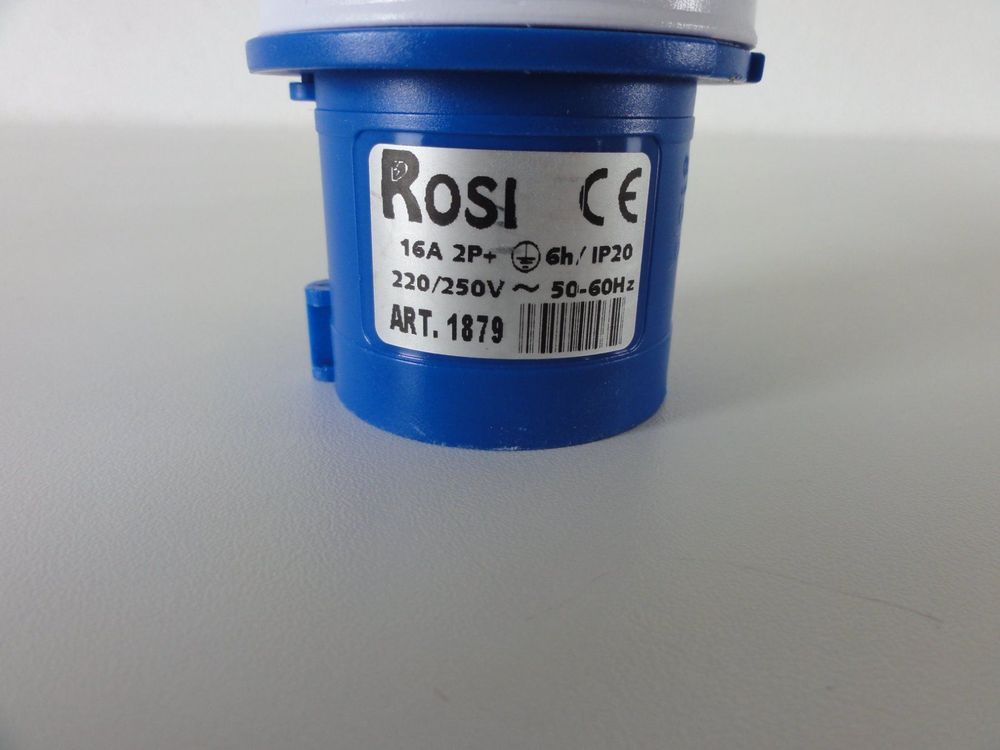 ROSI CE
16A 2P+ ⏚ 6h/ IP20
220/250V ~ 50-60Hz
ART. 1879